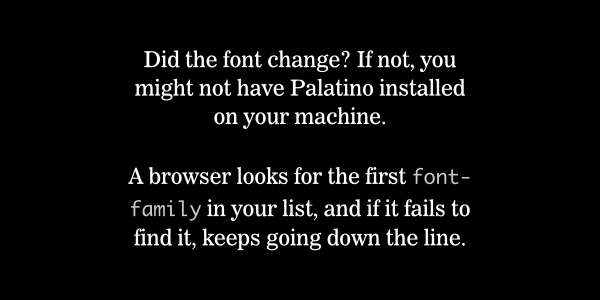 Did the font change? If not, you
might not have Palatino installed
on your machine.
A browser looks for the first font-
family in your list, and if it fails to
find it, keeps going down the line.